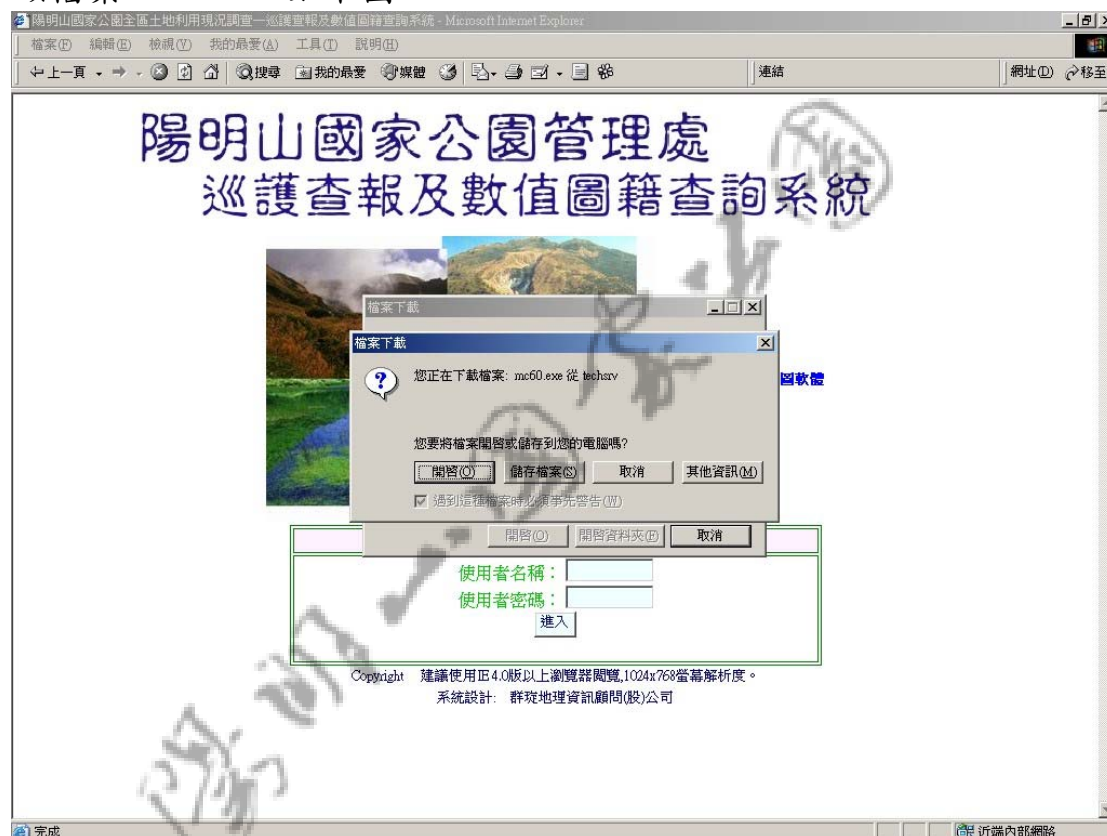 陽明山國家公園全區土地利用現況調查一巡護查報及數值圖籍查詢系統 - Microsoft Internet Explorer
檔案(F) 編輯(E) 檢視(V) 我的最愛(A) 工具(T) 說明(H)
上一頁 搜尋 我的最愛 媒體 連結 網址(D) 移至
陽明山國家公園管理處
巡護查報及數值圖籍查詢系統
檔案下載
檔案下載
您正在下載檔案: mc60.exe 從 techsrv
圖軟體
您要將檔案開啓或儲存到您的電腦嗎?
開啓(O) 儲存檔案(S) 取消 其他資訊(M)
遇到這種檔案時必須事先警告(W)
開啓(O) 開啓資料夾(F) 取消
使用者名稱：
使用者密碼：
進入
Copyright 建議使用IE4.0版以上瀏覽器閱覽,1024x768螢幕解析度。
系統設計: 群琁地理資訊顧問(股)公司
完成 近端內部網路